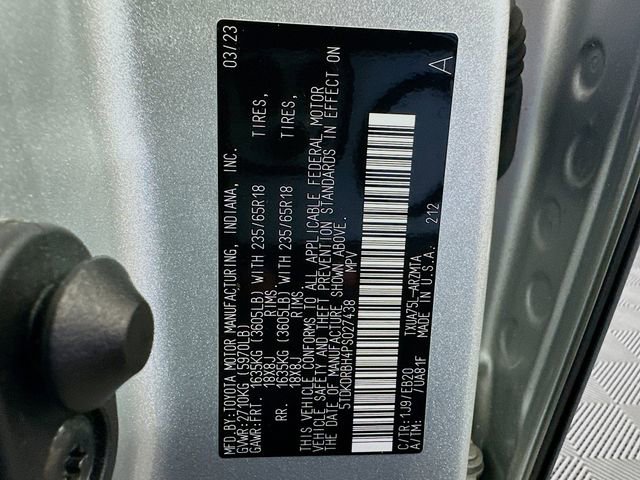 MFD.BY:TOYOTA MOTOR MANUFACTURING, INDIANA, INC. 03/23
GVWR:2710KG (5970LB)
GAWR:FRT. 1635KG (3605LB) WITH 235/65R18 TIRES,
18X8J RIMS,
RR. 1635KG (3605LB) WITH 235/65R18 TIRES,
18X8J RIMS.
THIS VEHICLE CONFORMS TO ALL APPLICABLE FEDERAL MOTOR
VEHICLE SAFETY AND THEFT PREVENTION STANDARDS IN EFFECT ON
THE DATE OF MANUFACTURE SHOWN ABOVE.
5TDKDRBH4PS027438 MPV
C/TR:1J9/EB20 TXUA75L-ARZMTA 212
A/TM: /UA81F MADE IN U.S.A. A